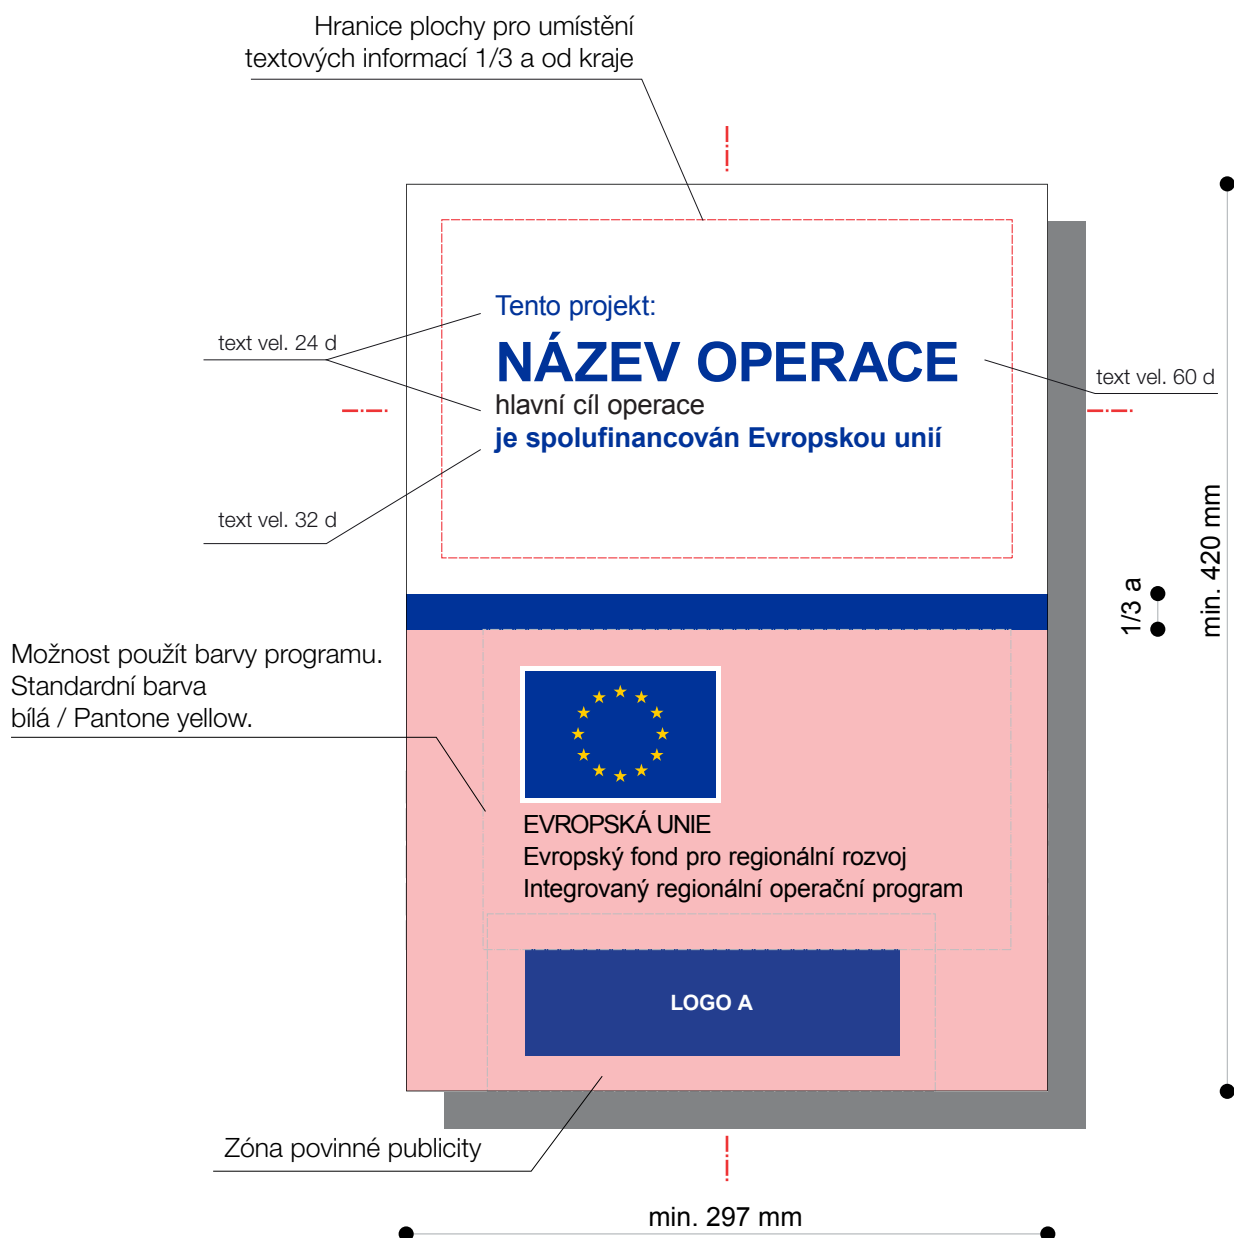 Hranice plochy pro umístění
textových informací 1/3 a od kraje
Tento projekt:
text vel. 24 d
NÁZEV OPERACE
text vel. 60 d
hlavní cíl operace
je spolufinancován Evropskou unií
text vel. 32 d
min. 420 mm
1/3 a
Možnost použít barvy programu.
Standardní barva
bílá / Pantone yellow.
EVROPSKÁ UNIE
Evropský fond pro regionální rozvoj
Integrovaný regionální operační program
LOGO A
Zóna povinné publicity
min. 297 mm